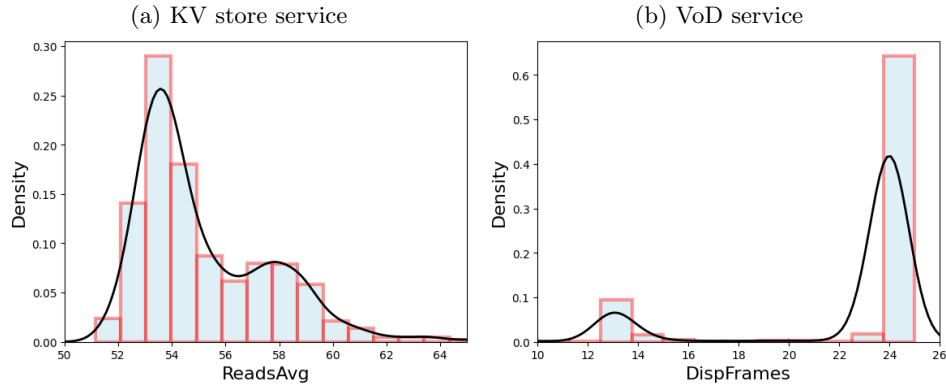 (a) KV store service
(b) VoD service
0.30
0.25
0.20
0.15
0.10
0.05
0.00
Density
50 52 54 56 58 60 62 64
ReadsAvg
0.6
0.5
0.4
0.3
0.2
0.1
0.0
Density
10 12 14 16 18 20 22 24 26
DispFrames